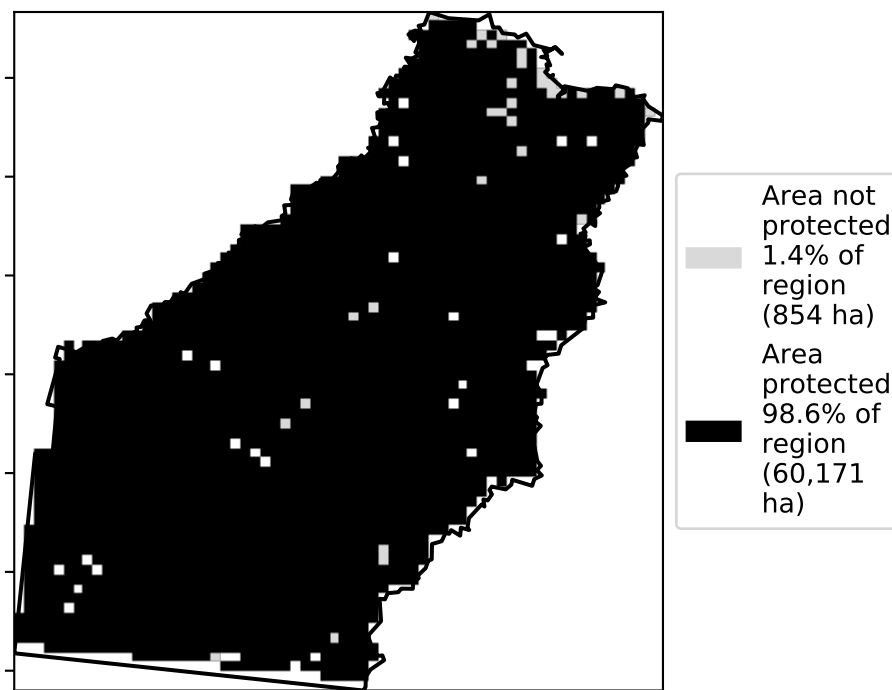 Area not
protected
1.4% of
region
(854 ha)
Area
protected
98.6% of
region
(60,171
ha)